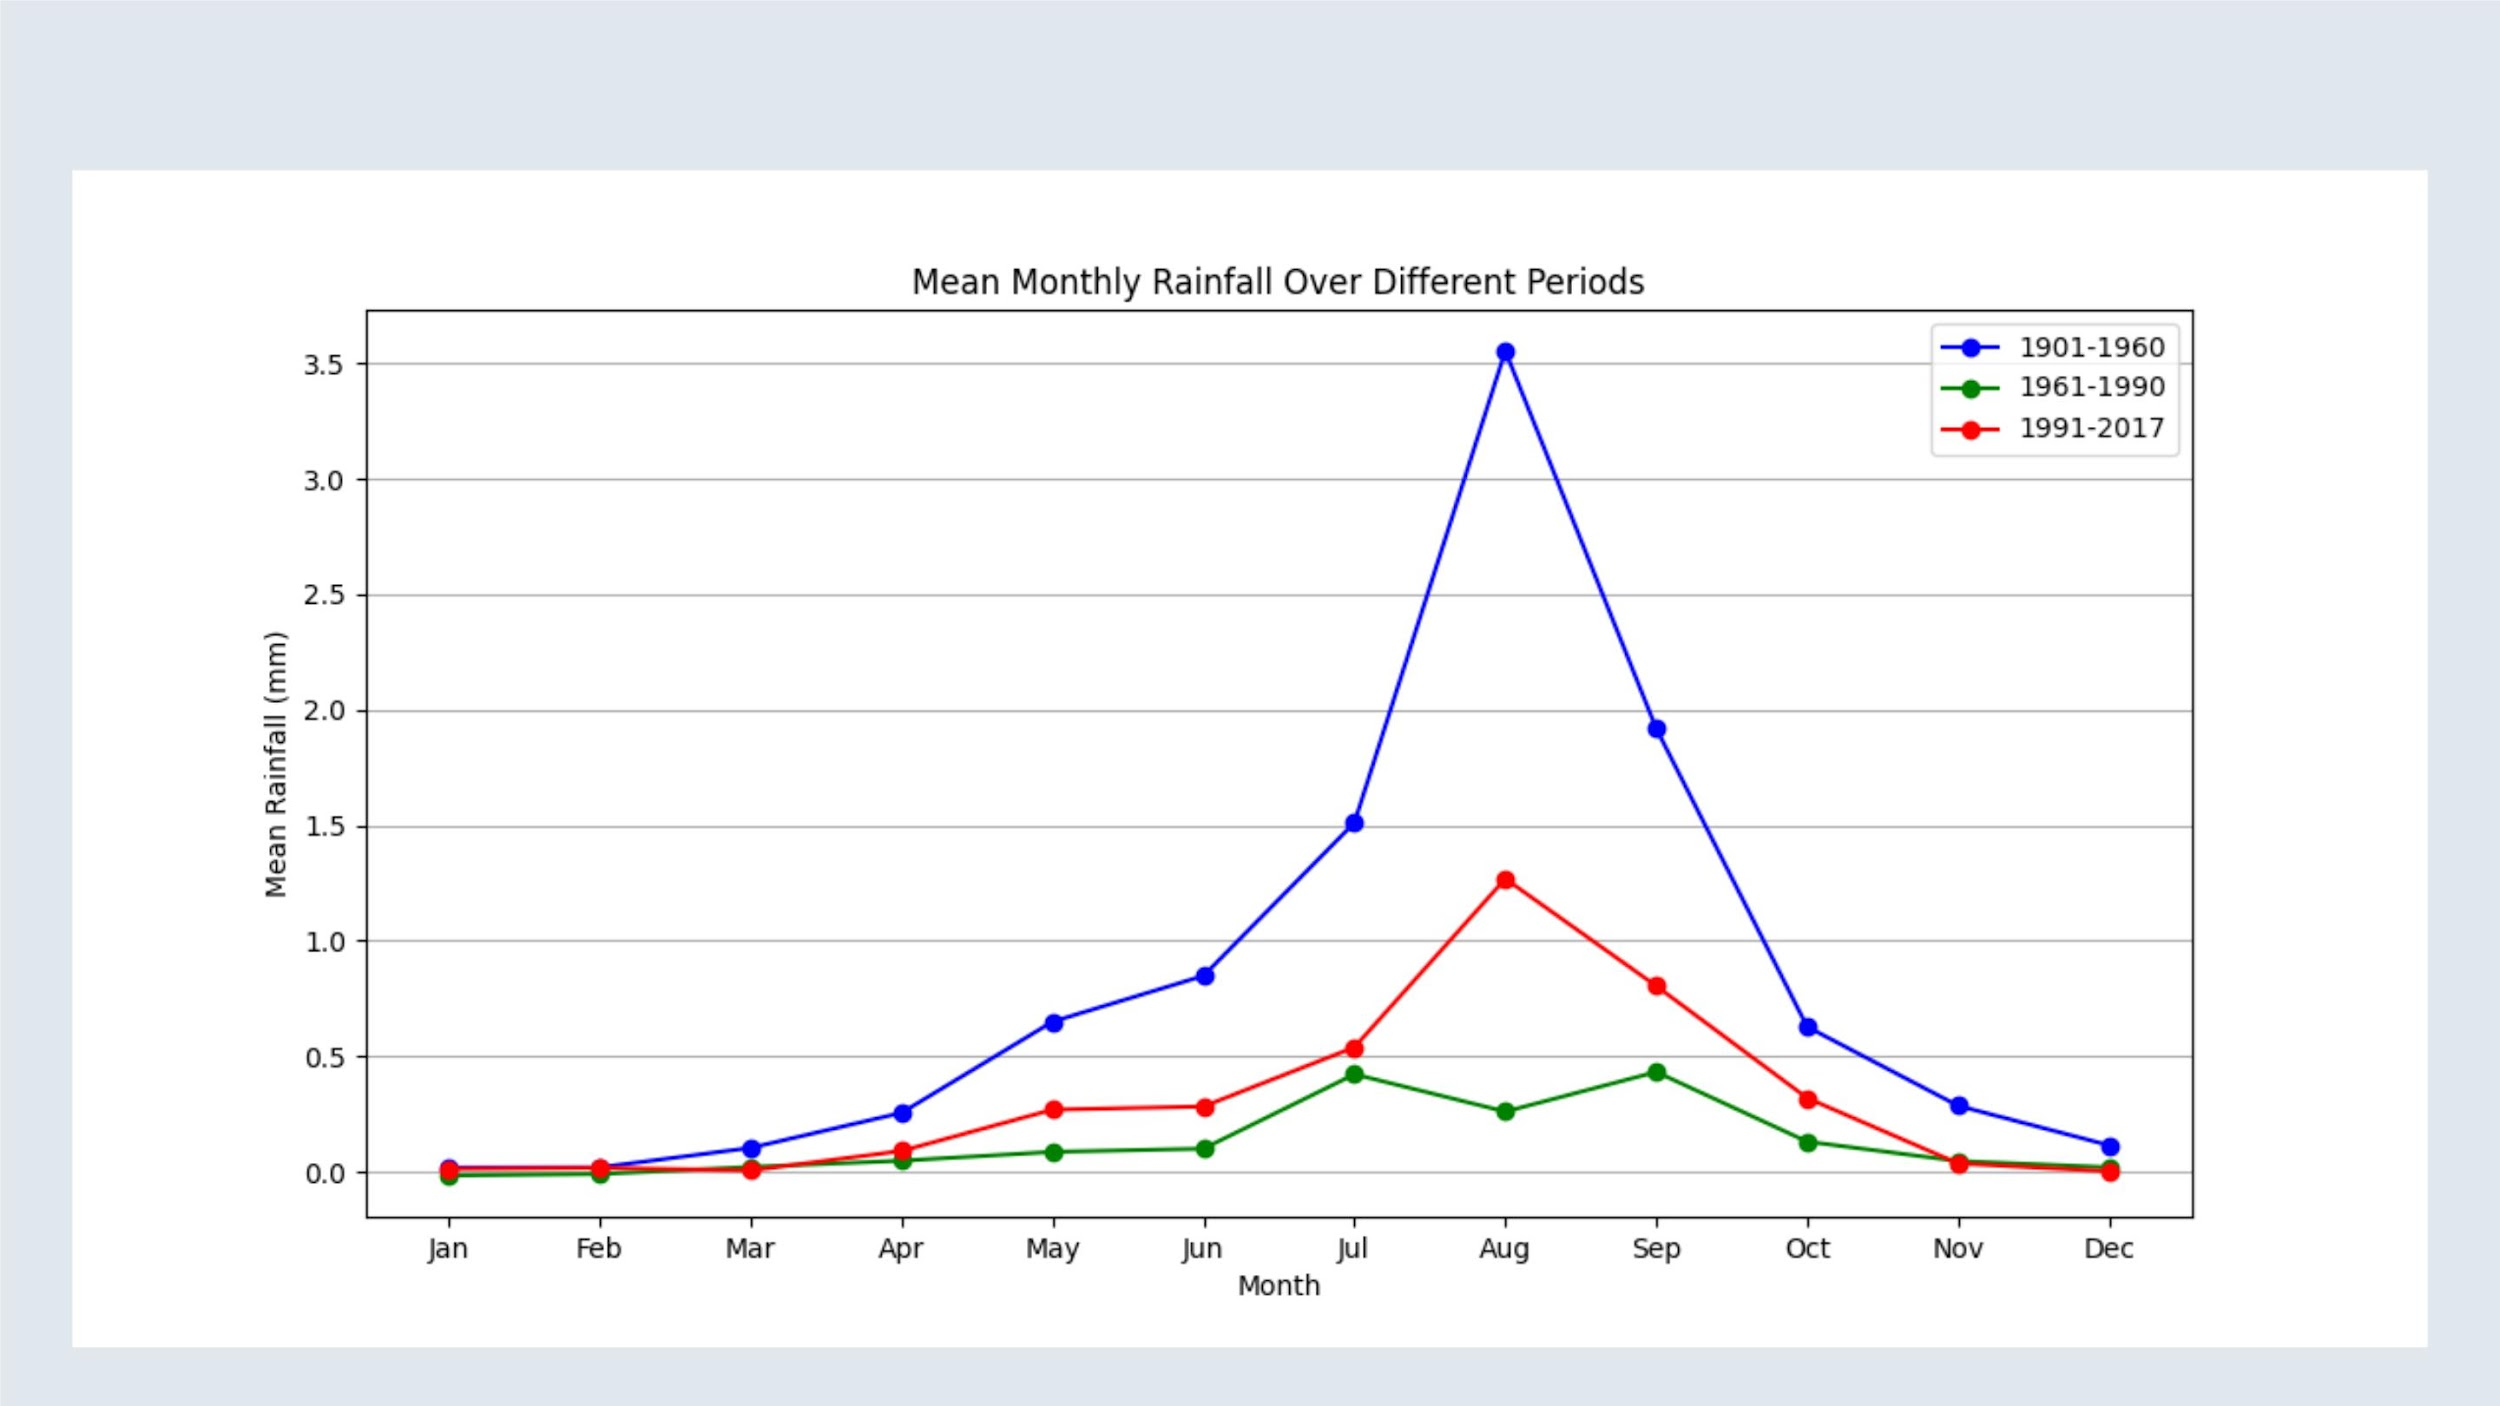 Mean Monthly Rainfall Over Different Periods
1901-1960
1961-1990
1991-2017
Mean Rainfall (mm)
3.5
3.0
2.5
2.0
1.5
1.0
0.5
0.0
Jan Feb Mar Apr May Jun Jul Aug Sep Oct Nov Dec
Month